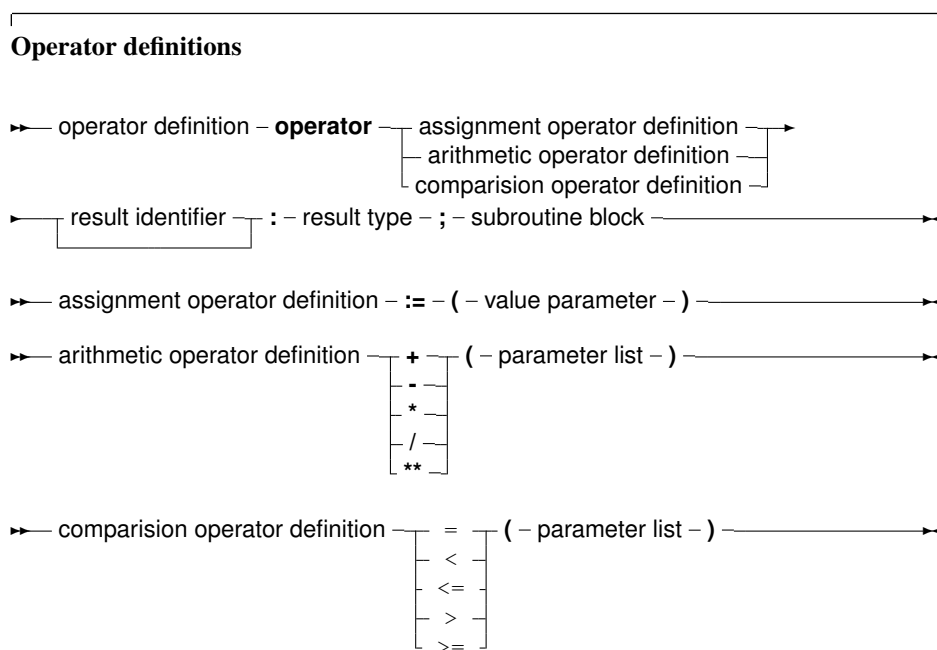 Operator definitions
operator definition – operator assignment operator definition
arithmetic operator definition
comparision operator definition
result identifier : – result type – ; – subroutine block
assignment operator definition – := – ( – value parameter – )
arithmetic operator definition + ( – parameter list – )
-
*
/
**
comparision operator definition = ( – parameter list – )
<
<=
>
>=